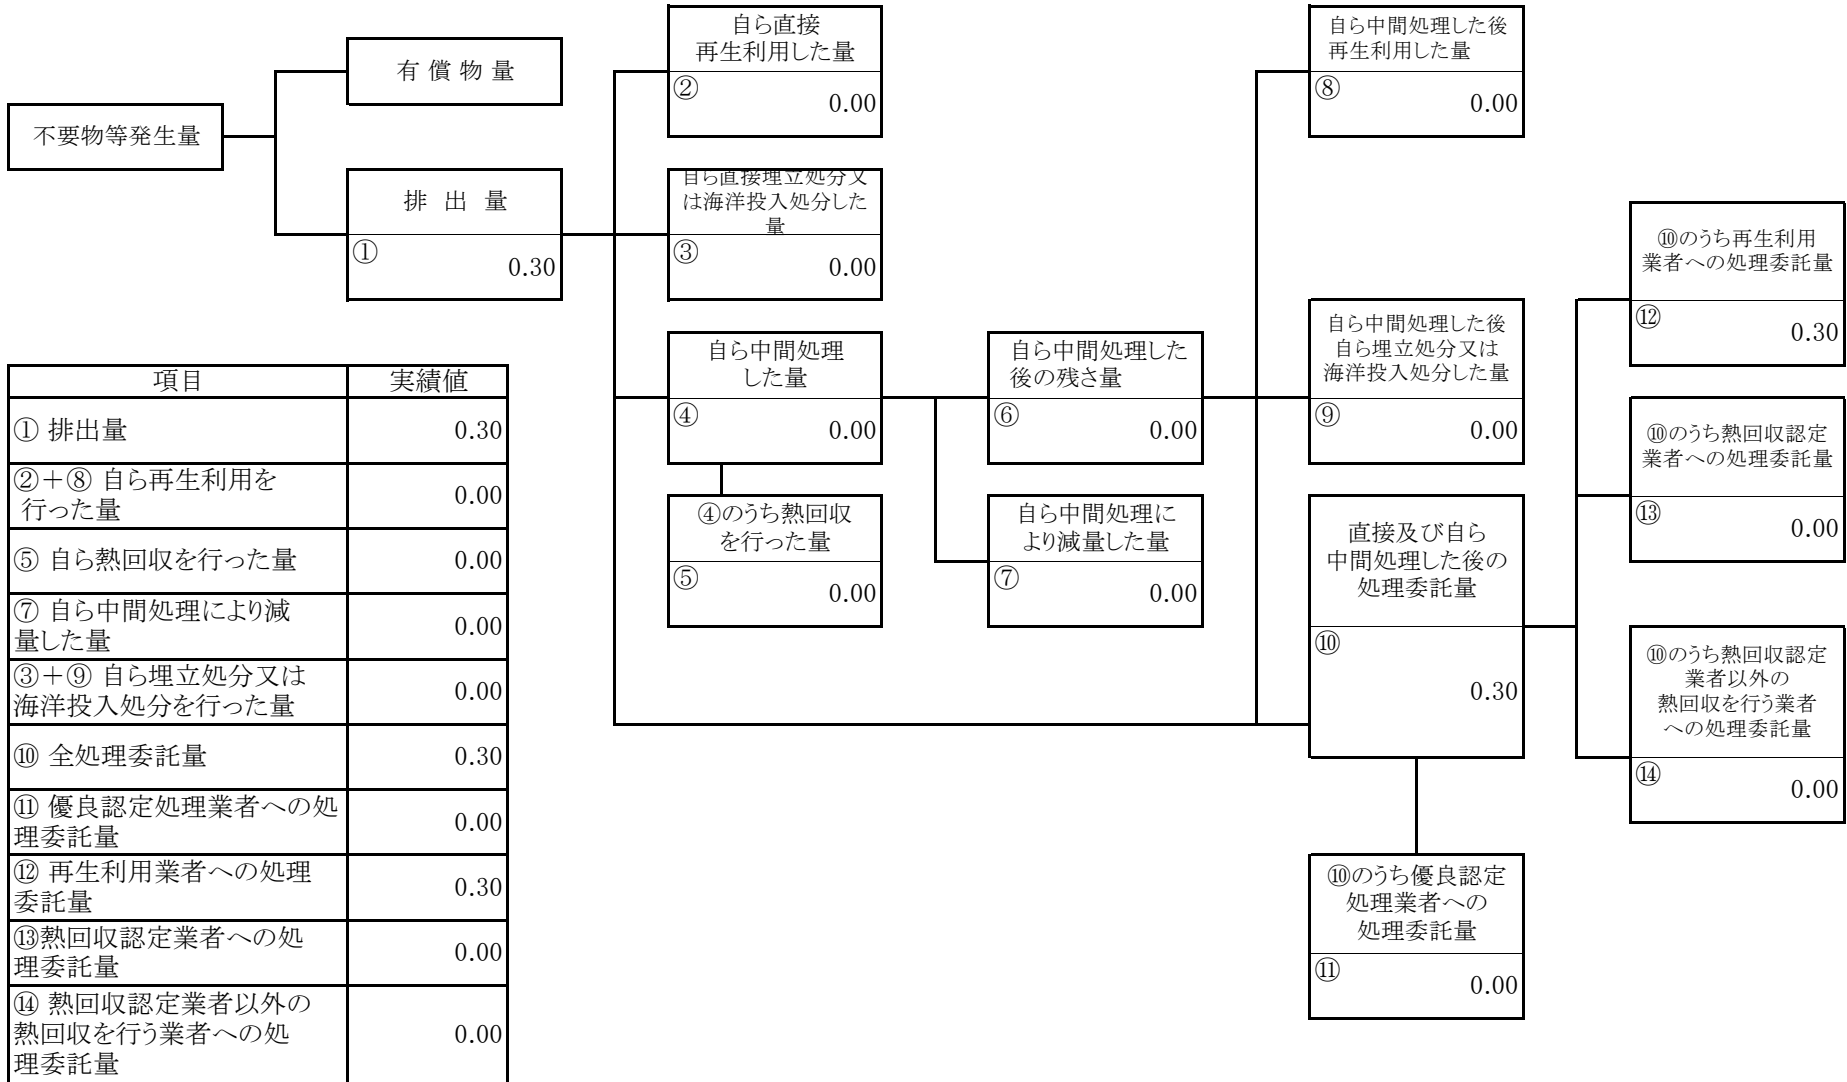 不要物等発生量
有 償 物 量
排 出 量
①
0.30
自ら直接
再生利用した量
②
0.00
自ら直接埋立処分又
は海洋投入処分した
量
③
0.00
自ら中間処理
した量
④
0.00
④のうち熱回収
を行った量
⑤
0.00
自ら中間処理した
後の残さ量
⑥
0.00
自ら中間処理に
より減量した量
⑦
0.00
自ら中間処理した後
再生利用した量
⑧
0.00
自ら中間処理した後
自ら埋立処分又は
海洋投入処分した量
⑨
0.00
直接及び自ら
中間処理した後の
処理委託量
⑩
0.30
⑩のうち優良認定
処理業者への
処理委託量
⑪
0.00
⑩のうち再生利用
業者への処理委託量
⑫
0.30
⑩のうち熱回収認定
業者への処理委託量
⑬
0.00
⑩のうち熱回収認定
業者以外の
熱回収を行う業者
への処理委託量
⑭
0.00
項目 実績値
① 排出量 0.30
②＋⑧ 自ら再生利用を
行った量 0.00
⑤ 自ら熱回収を行った量 0.00
⑦ 自ら中間処理により減
量した量 0.00
③＋⑨ 自ら埋立処分又は
海洋投入処分を行った量 0.00
⑩ 全処理委託量 0.30
⑪ 優良認定処理業者への処
理委託量 0.00
⑫ 再生利用業者への処理
委託量 0.30
⑬熱回収認定業者への処
理委託量 0.00
⑭ 熱回収認定業者以外の
熱回収を行う業者への処
理委託量 0.00